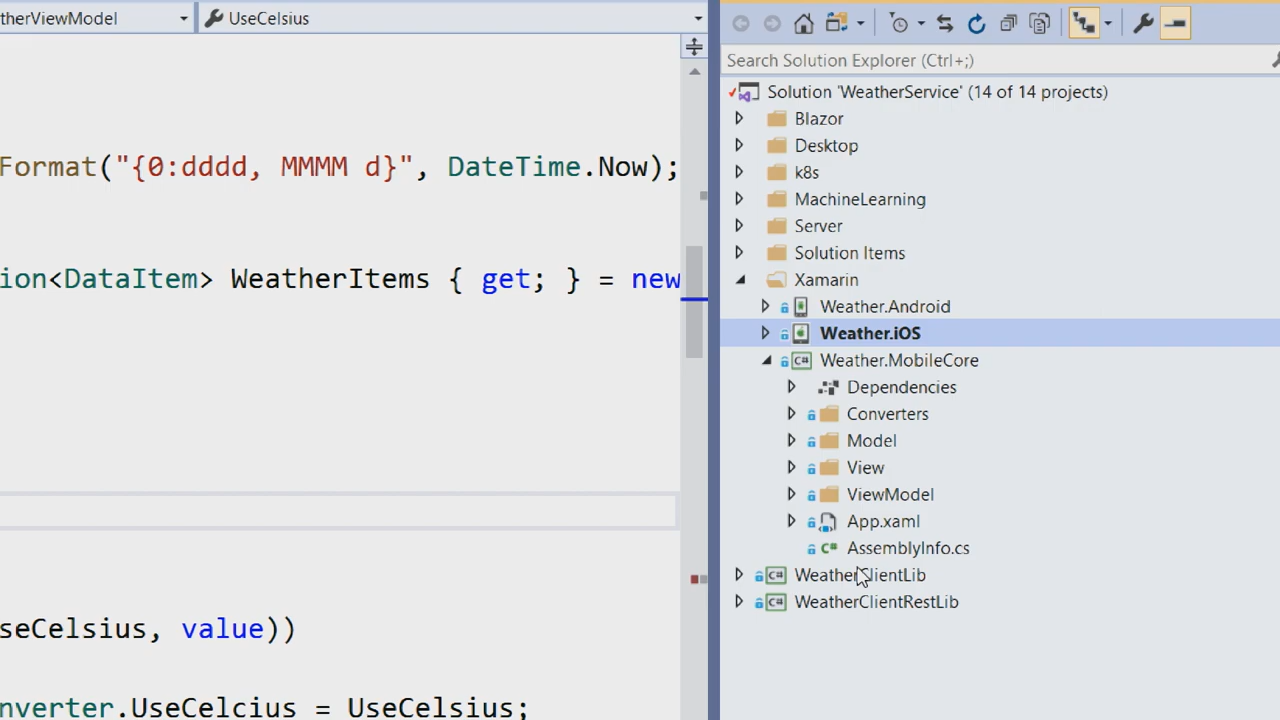 therViewModel
UseCelsius
Format("{0:dddd, MMMM d}", DateTime.Now);
ion<DataItem> WeatherItems { get; } = new
seCelsius, value))
nverter.UseCelcius = UseCelsius;
Search Solution Explorer (Ctrl+;)
Solution 'WeatherService' (14 of 14 projects)
Blazor
Desktop
k8s
MachineLearning
Server
Solution Items
Xamarin
Weather.Android
Weather.iOS
C# Weather.MobileCore
Dependencies
Converters
Model
View
ViewModel
App.xaml
C# AssemblyInfo.cs
C# WeatherClientLib
C# WeatherClientRestLib